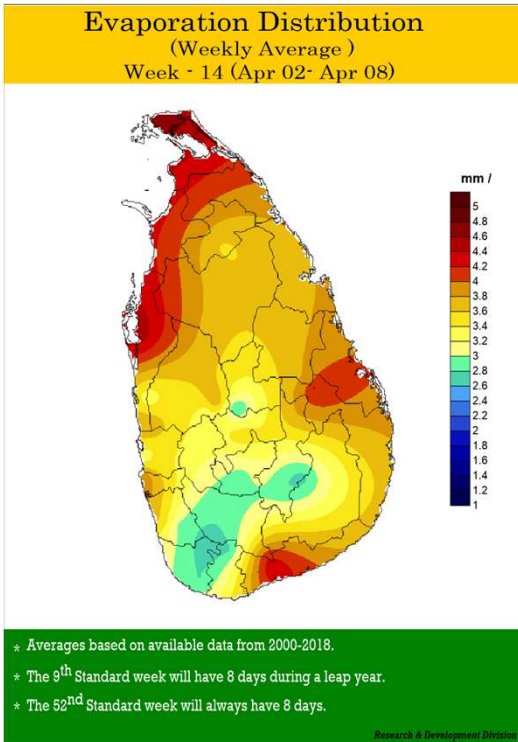 Evaporation Distribution
(Weekly Average )
Week - 14 (Apr 02- Apr 08)
mm /
5
4.8
4.6
4.4
4.2
4
3.8
3.6
3.4
3.2
3
2.8
2.6
2.4
2.2
2
1.8
1.6
1.4
1.2
1
* Averages based on available data from 2000-2018.
* The 9th Standard week will have 8 days during a leap year.
* The 52nd Standard week will always have 8 days.
Research & Development Division